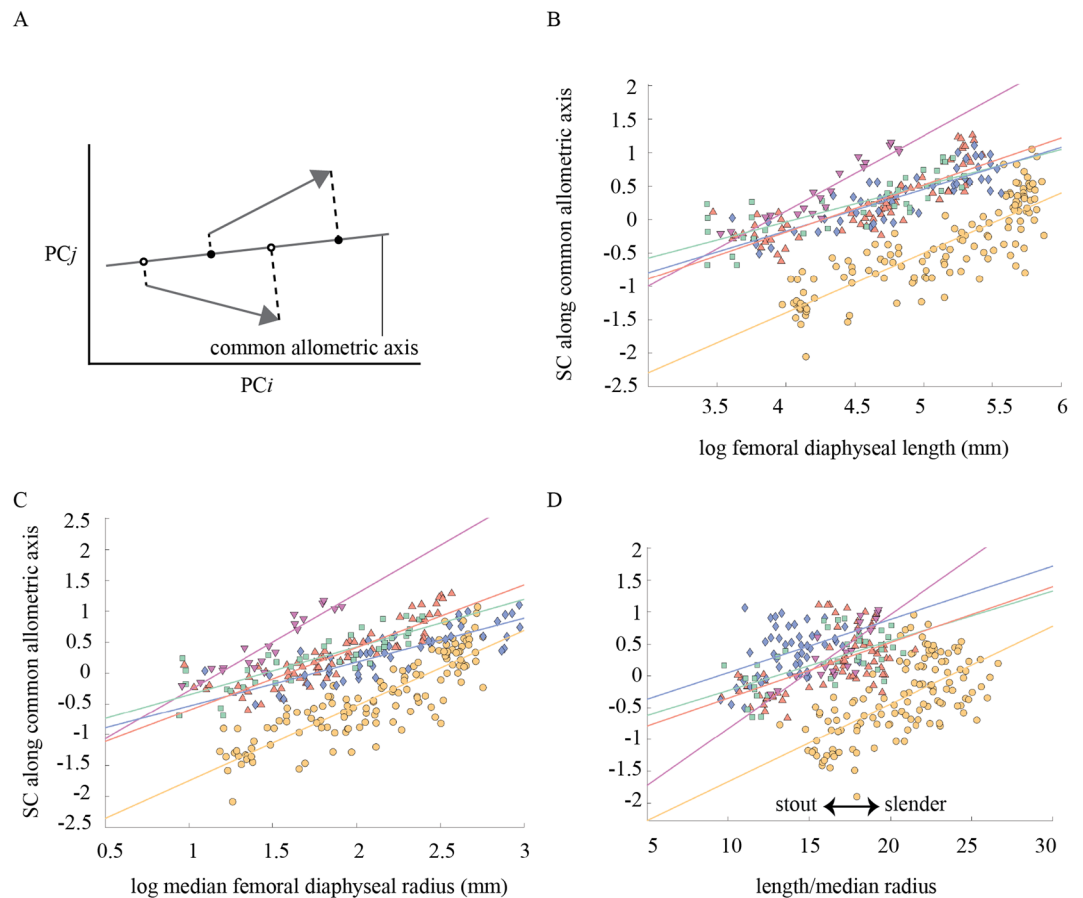 A
PCj
common allometric axis
PCi
B
SC along common allometric axis
2
1.5
1
0.5
0
-0.5
-1
-1.5
-2
-2.5
3.5 4 4.5 5 5.5 6
log femoral diaphyseal length (mm)
C
SC along common allometric axis
2.5
2
1.5
1
0.5
0
-0.5
-1
-1.5
-2
-2.5
0.5 1 1.5 2 2.5 3
log median femoral diaphyseal radius (mm)
D
2
1.5
1
0.5
0
-0.5
-1
-1.5
-2
stout slender
5 10 15 20 25 30
length/median radius